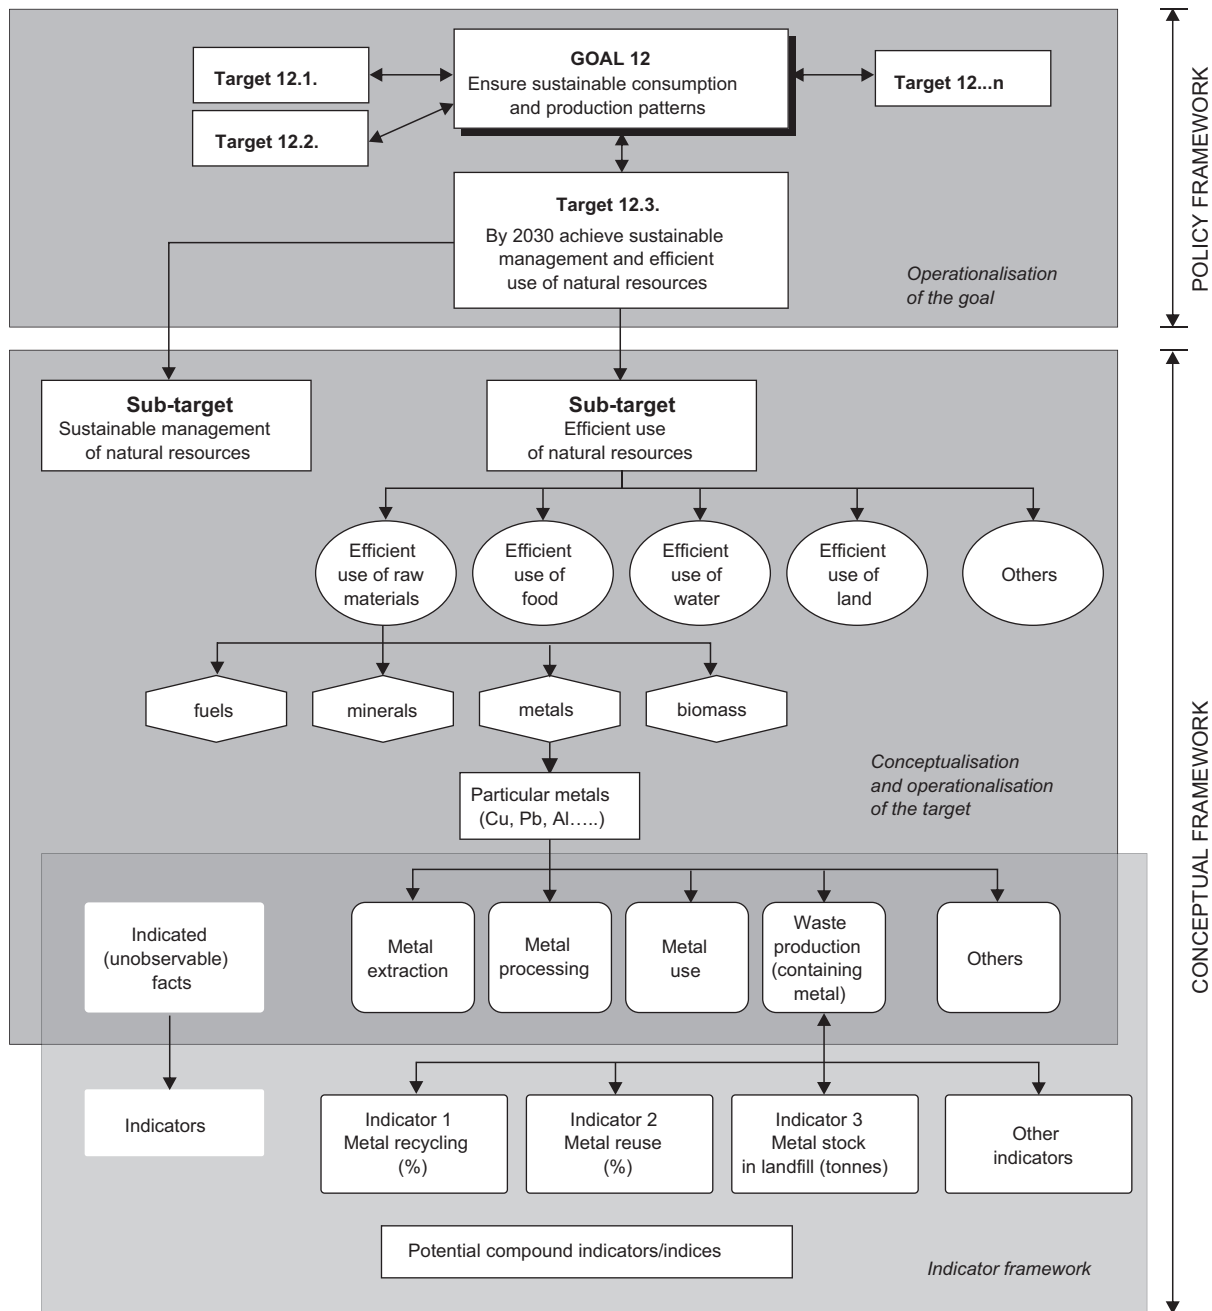 GOAL 12
Ensure sustainable consumption
and production patterns
Target 12.1.
Target 12...n
Target 12.2.
Target 12.3.
By 2030 achieve sustainable
management and efficient
use of natural resources
Operationalisation
of the goal
POLICY FRAMEWORK
Sub-target
Sustainable management
of natural resources
Sub-target
Efficient use
of natural resources
Efficient
use of raw
materials
Efficient
use of
food
Efficient
use of
water
Efficient
use of
land
Others
fuels
minerals
metals
biomass
Conceptualisation
and operationalisation
of the target
Particular metals
(Cu, Pb, Al.....)
CONCEPTUAL FRAMEWORK
Indicated
(unobservable)
facts
Metal
extraction
Metal
processing
Metal
use
Waste
production
(containing
metal)
Others
Indicators
Indicator 1
Metal recycling
(%)
Indicator 2
Metal reuse
(%)
Indicator 3
Metal stock
in landfill (tonnes)
Other
indicators
Potential compound indicators/indices
Indicator framework